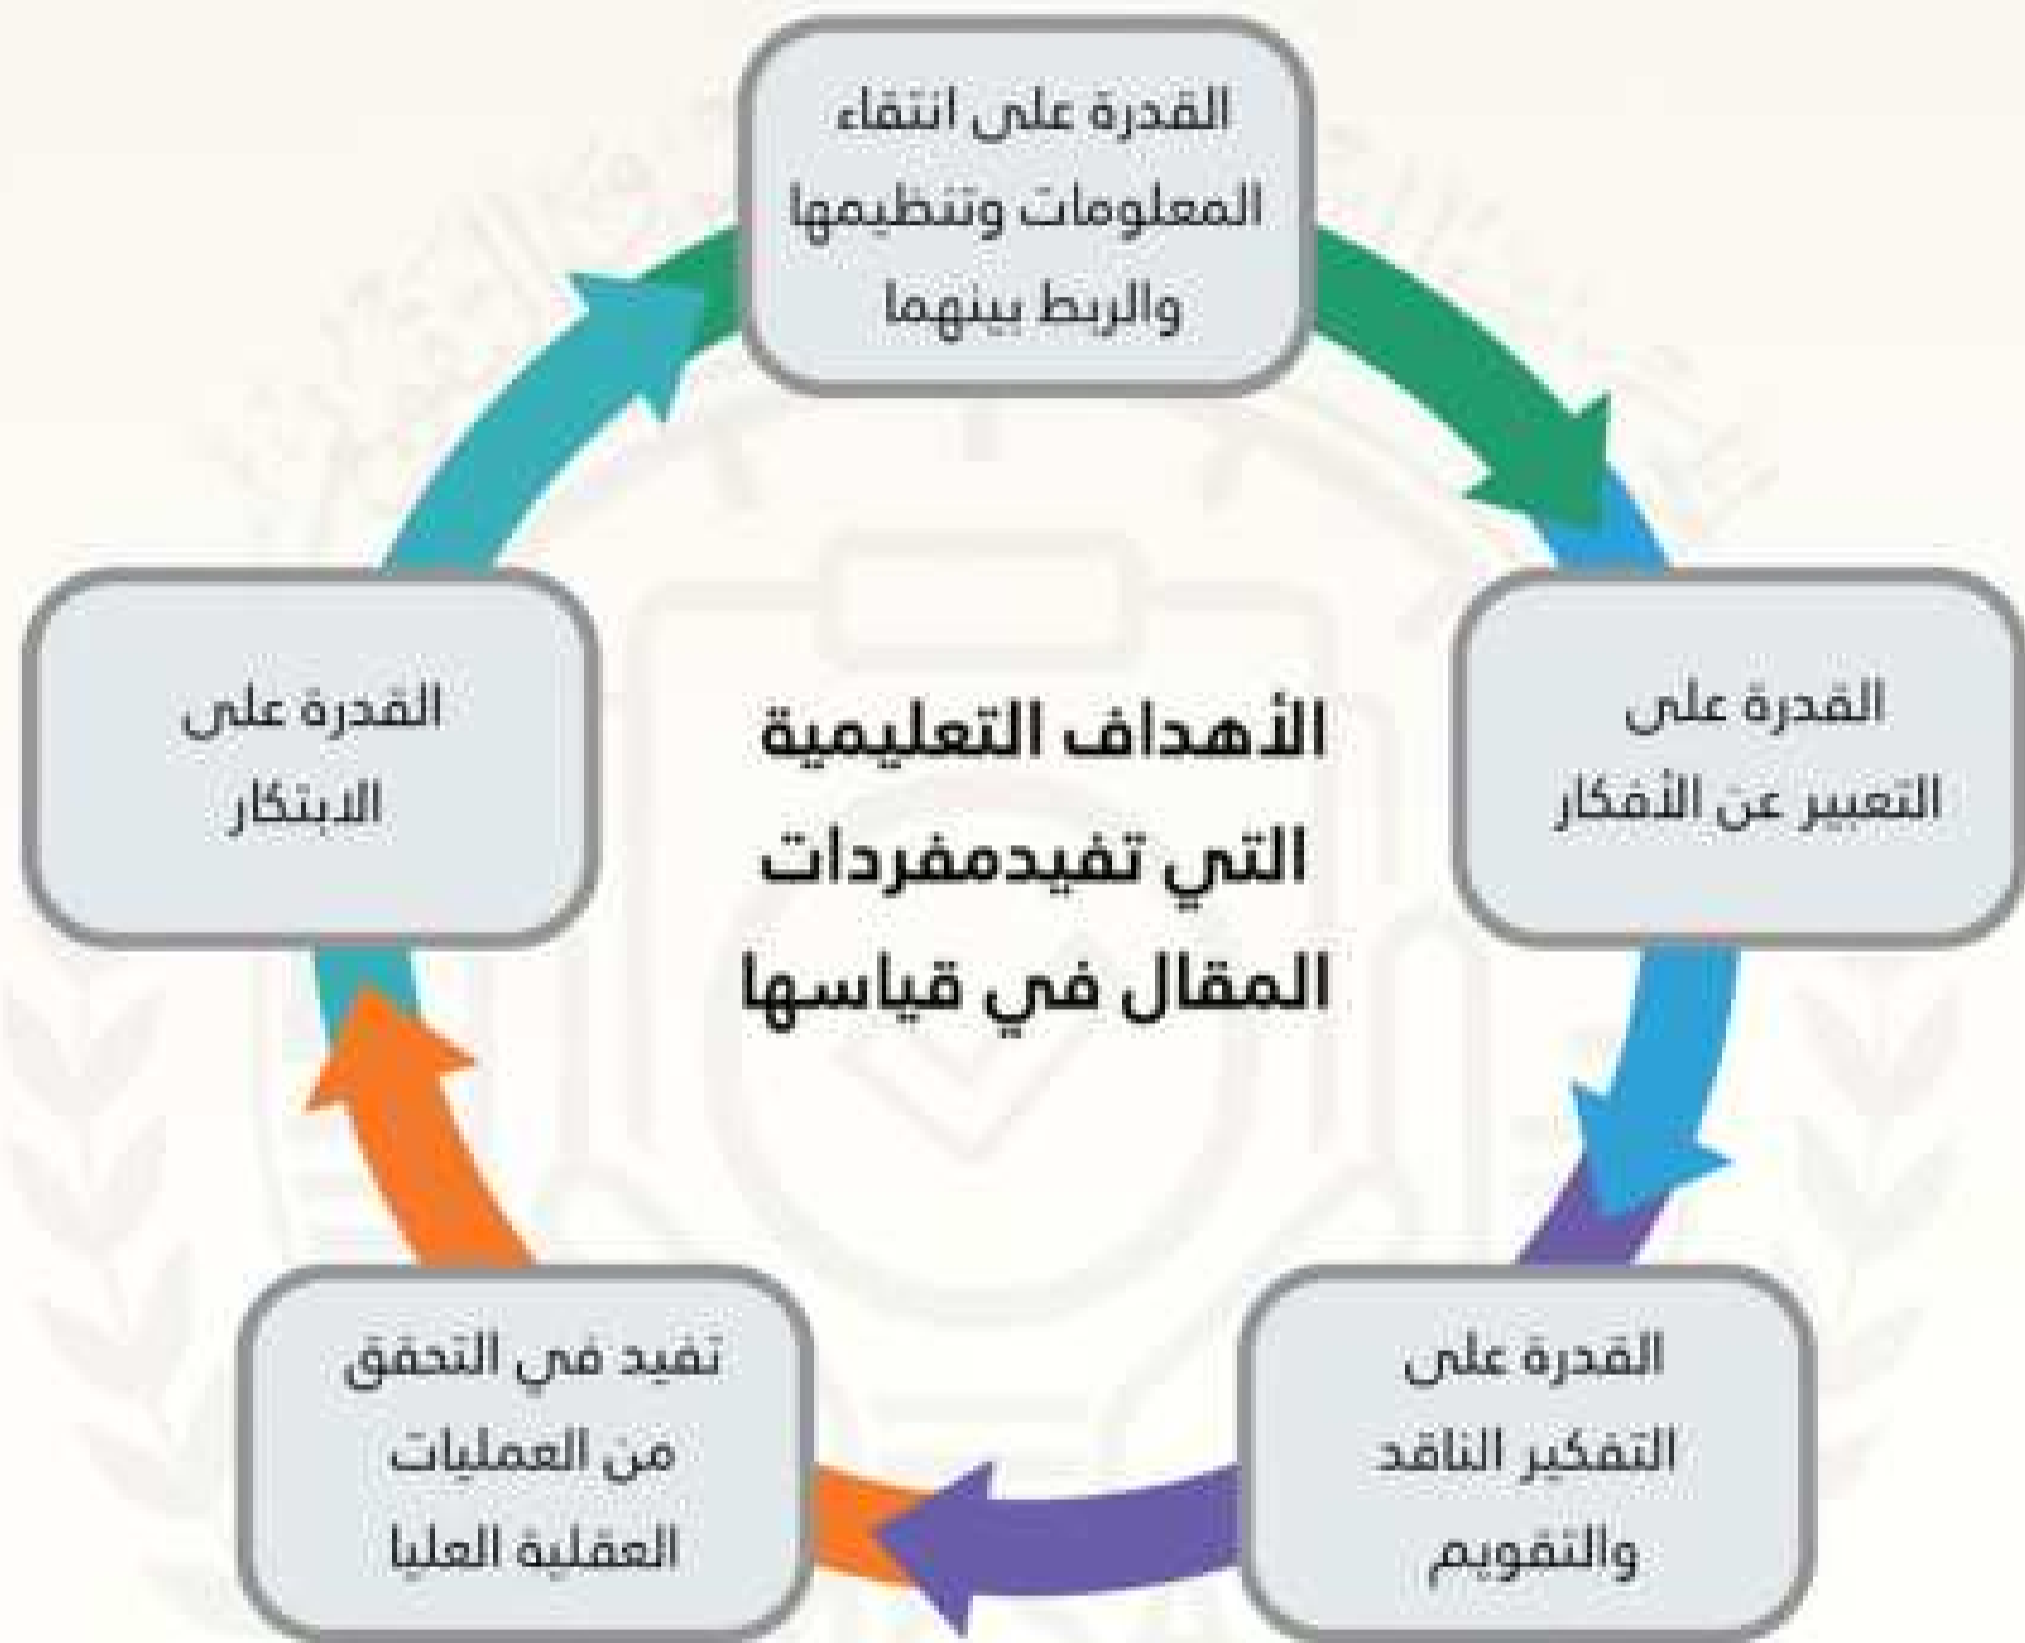 القدرة على انتقاء
المعلومات وتنظيمها
والربط بينهما
القدرة على
التعبير عن الأفكار
القدرة على
التفكير الناقد
والتقويم
تفيد في التحقق
من العمليات
العقلية العليا
القدرة على
الابتكار
الأهداف التعليمية
التي تفيدمفردات
المقال في قياسها